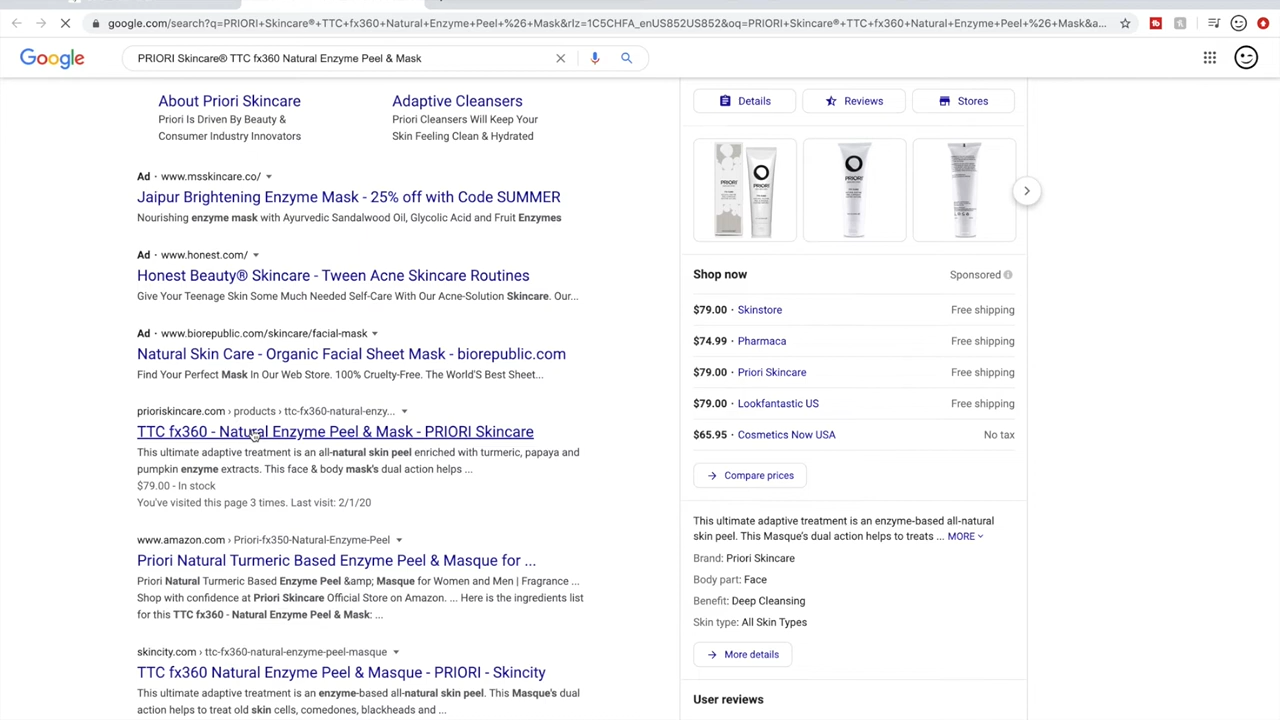 google.com/search?q=PRIORI+Skincare®+TTC+fx360+Natural+Enzyme+Peel+%26+Mask&rlz=1C5CHFA_enUS852US852&oq=PRIORI+Skincare®+TTC+fx360+Natural+Enzyme+Peel+%26+Mask&a...
Google
PRIORI Skincare® TTC fx360 Natural Enzyme Peel & Mask
About Priori Skincare
Priori Is Driven By Beauty &
Consumer Industry Innovators
Adaptive Cleansers
Priori Cleansers Will Keep Your
Skin Feeling Clean & Hydrated
Ad · www.msskincare.co/
Jaipur Brightening Enzyme Mask - 25% off with Code SUMMER
Nourishing enzyme mask with Ayurvedic Sandalwood Oil, Glycolic Acid and Fruit Enzymes
Ad · www.honest.com/
Honest Beauty® Skincare - Tween Acne Skincare Routines
Give Your Teenage Skin Some Much Needed Self-Care With Our Acne-Solution Skincare. Our...
Ad · www.biorepublic.com/skincare/facial-mask
Natural Skin Care - Organic Facial Sheet Mask - biorepublic.com
Find Your Perfect Mask In Our Web Store. 100% Cruelty-Free. The World'S Best Sheet...
prioriskincare.com › products › ttc-fx360-natural-enzy...
TTC fx360 - Natural Enzyme Peel & Mask - PRIORI Skincare
This ultimate adaptive treatment is an all-natural skin peel enriched with turmeric, papaya and
pumpkin enzyme extracts. This face & body mask's dual action helps ...
$79.00 - In stock
You've visited this page 3 times. Last visit: 2/1/20
www.amazon.com › Priori-fx350-Natural-Enzyme-Peel
Priori Natural Turmeric Based Enzyme Peel & Masque for ...
Priori Natural Turmeric Based Enzyme Peel &amp; Masque for Women and Men | Fragrance ...
Shop with confidence at Priori Skincare Official Store on Amazon. ... Here is the ingredients list
for this TTC fx360 - Natural Enzyme Peel & Mask: ...
skincity.com › ttc-fx360-natural-enzyme-peel-masque
TTC fx360 Natural Enzyme Peel & Masque - PRIORI - Skincity
This ultimate adaptive treatment is an enzyme-based all-natural skin peel. This Masque's dual
action helps to treat old skin cells, comedones, blackheads and ...
Details
Reviews
Stores
PRIORI
PRIORI
PRIORI
Shop now
Sponsored
$79.00 · Skinstore Free shipping
$74.99 · Pharmaca Free shipping
$79.00 · Priori Skincare Free shipping
$79.00 · Lookfantastic US Free shipping
$65.95 · Cosmetics Now USA No tax
Compare prices
This ultimate adaptive treatment is an enzyme-based all-natural
skin peel. This Masque's dual action helps to treats ... MORE
Brand: Priori Skincare
Body part: Face
Benefit: Deep Cleansing
Skin type: All Skin Types
More details
User reviews